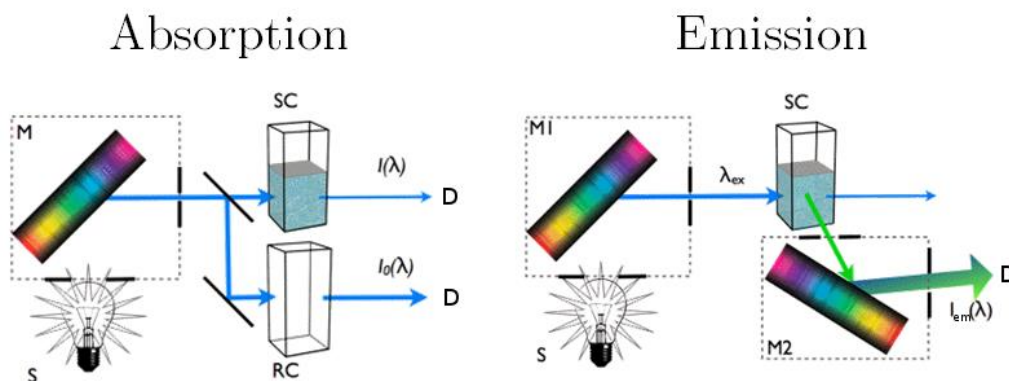 Absorption
M
SC
I(λ)
D
I₀(λ)
D
S
RC
Emission
M1
SC
λex
D
Iem(λ)
S
M2